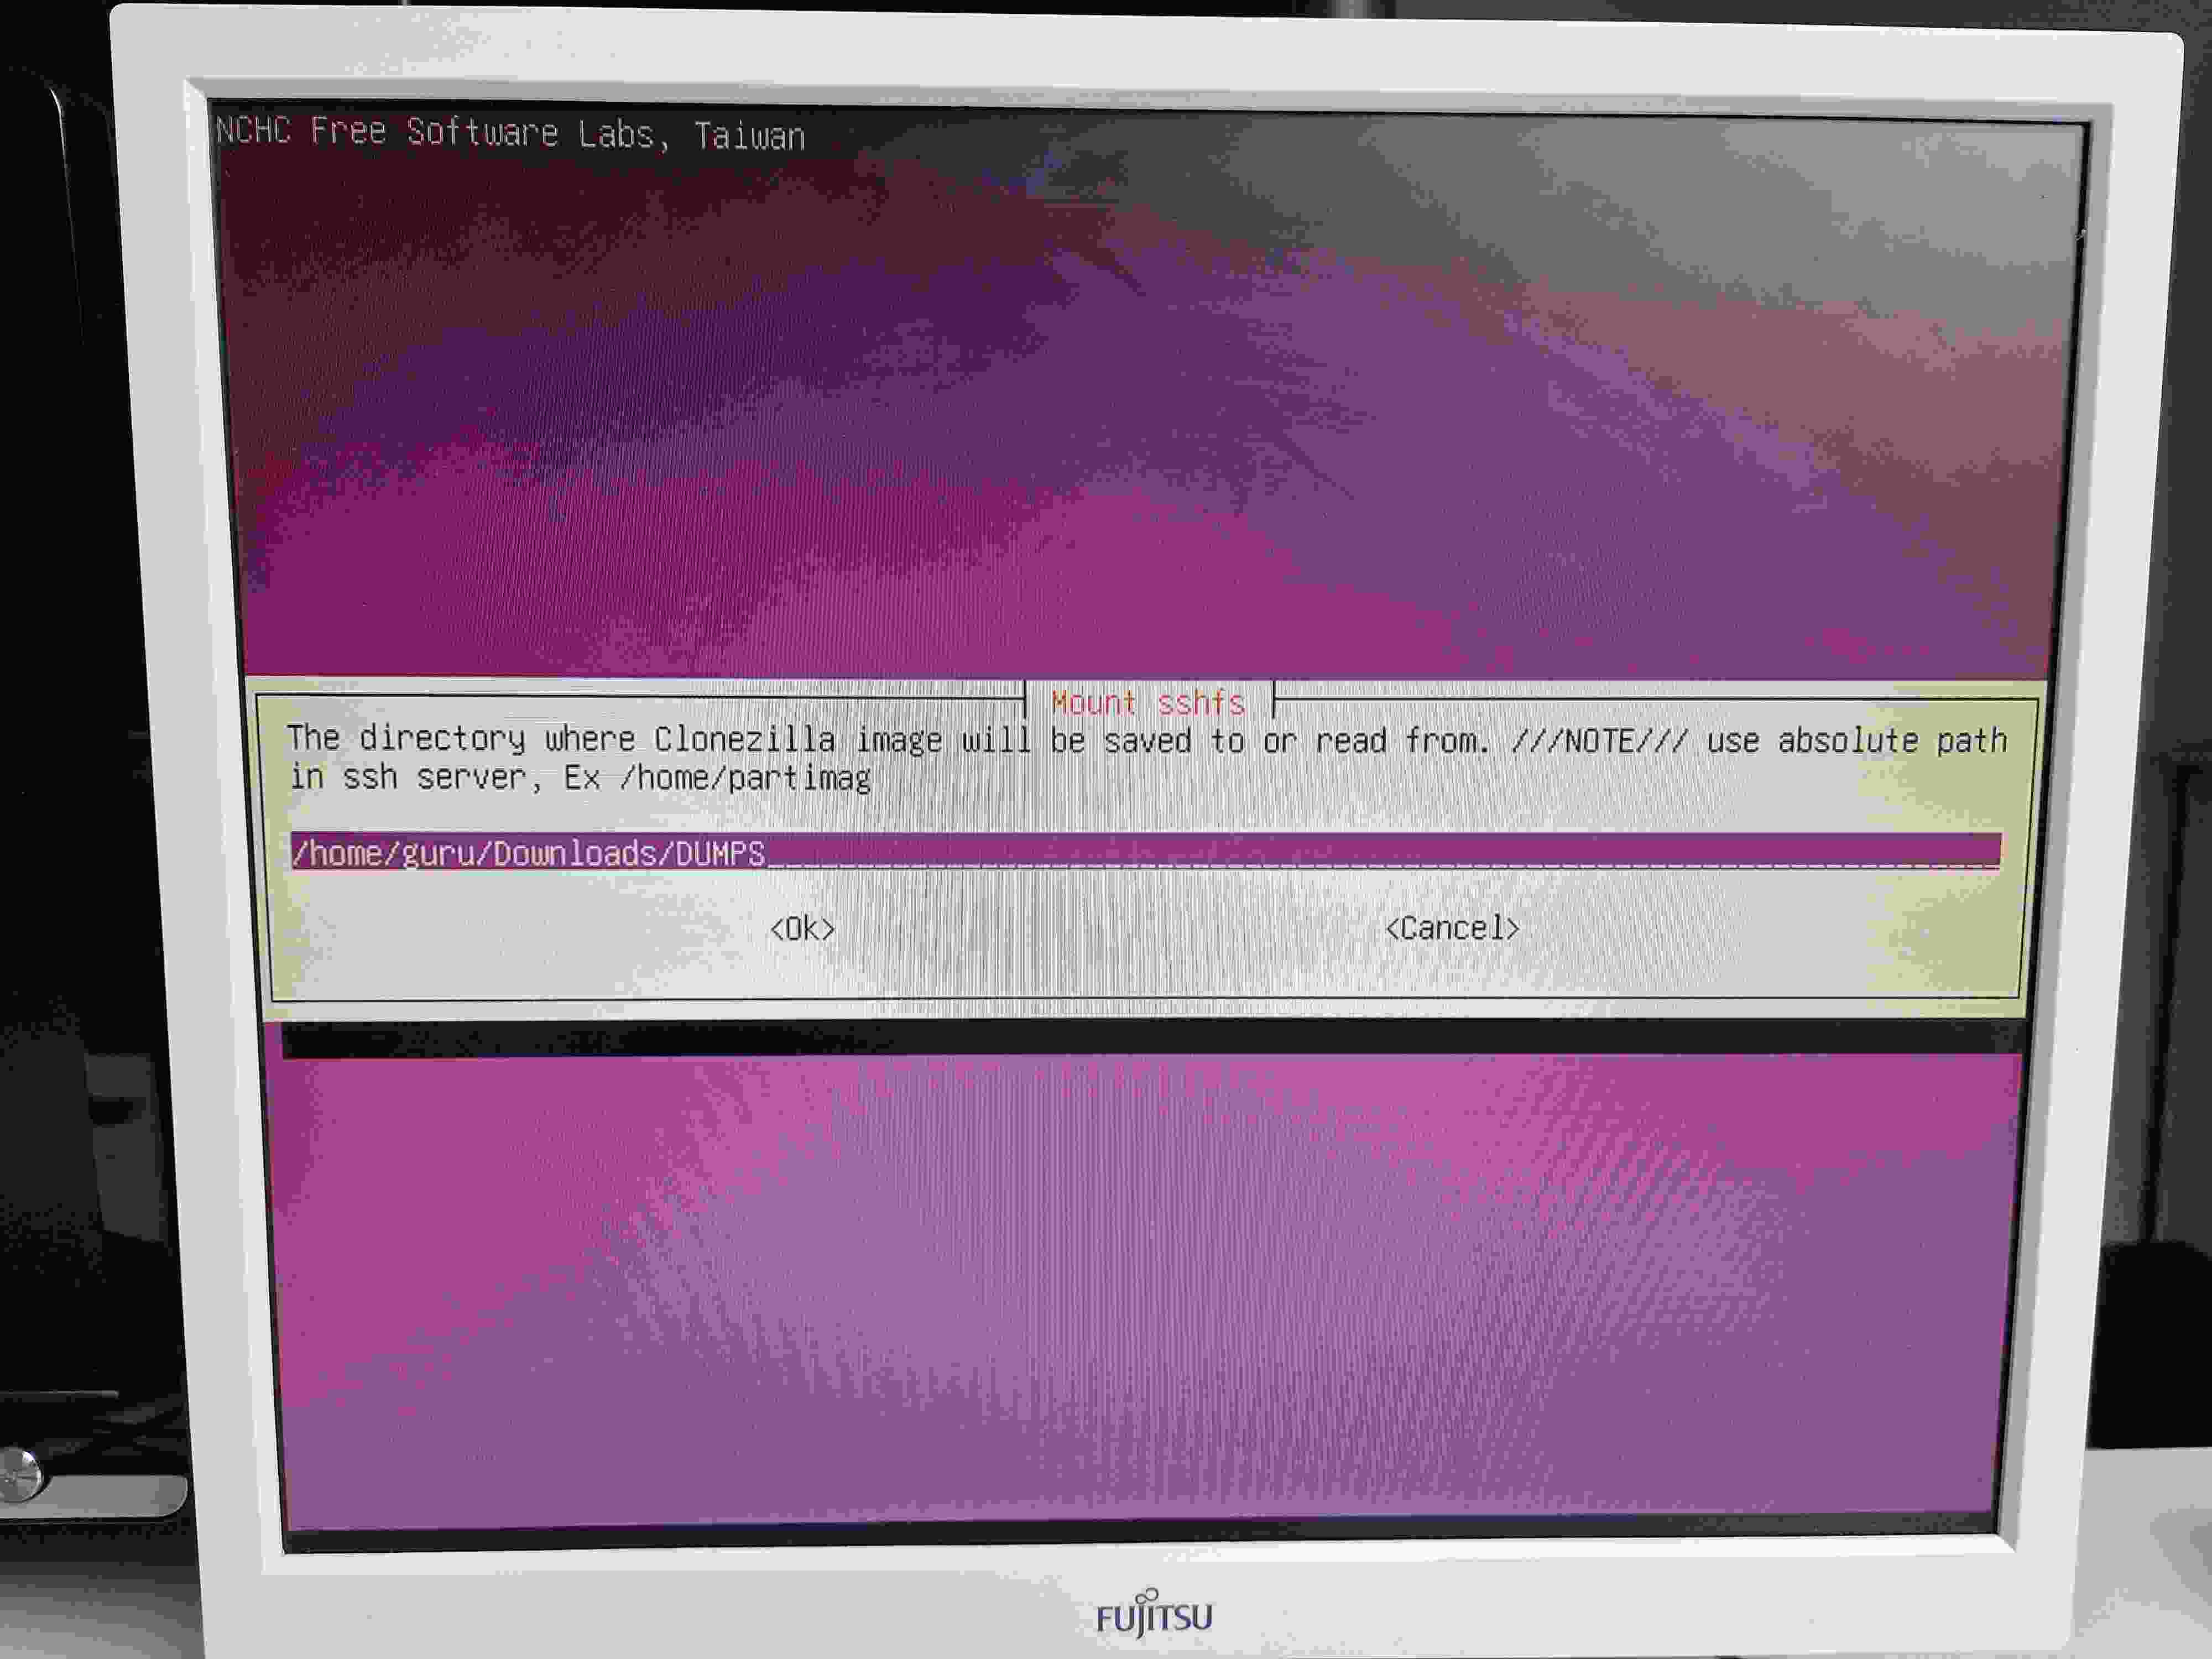 NCHC Free Software Labs, Taiwan
Mount sshfs
The directory where Clonezilla image will be saved to or read from. ///NOTE/// use absolute path
in ssh server, Ex /home/partimag
/home/guru/Downloads/DUMPS
<Ok> <Cancel>
FUJITSU